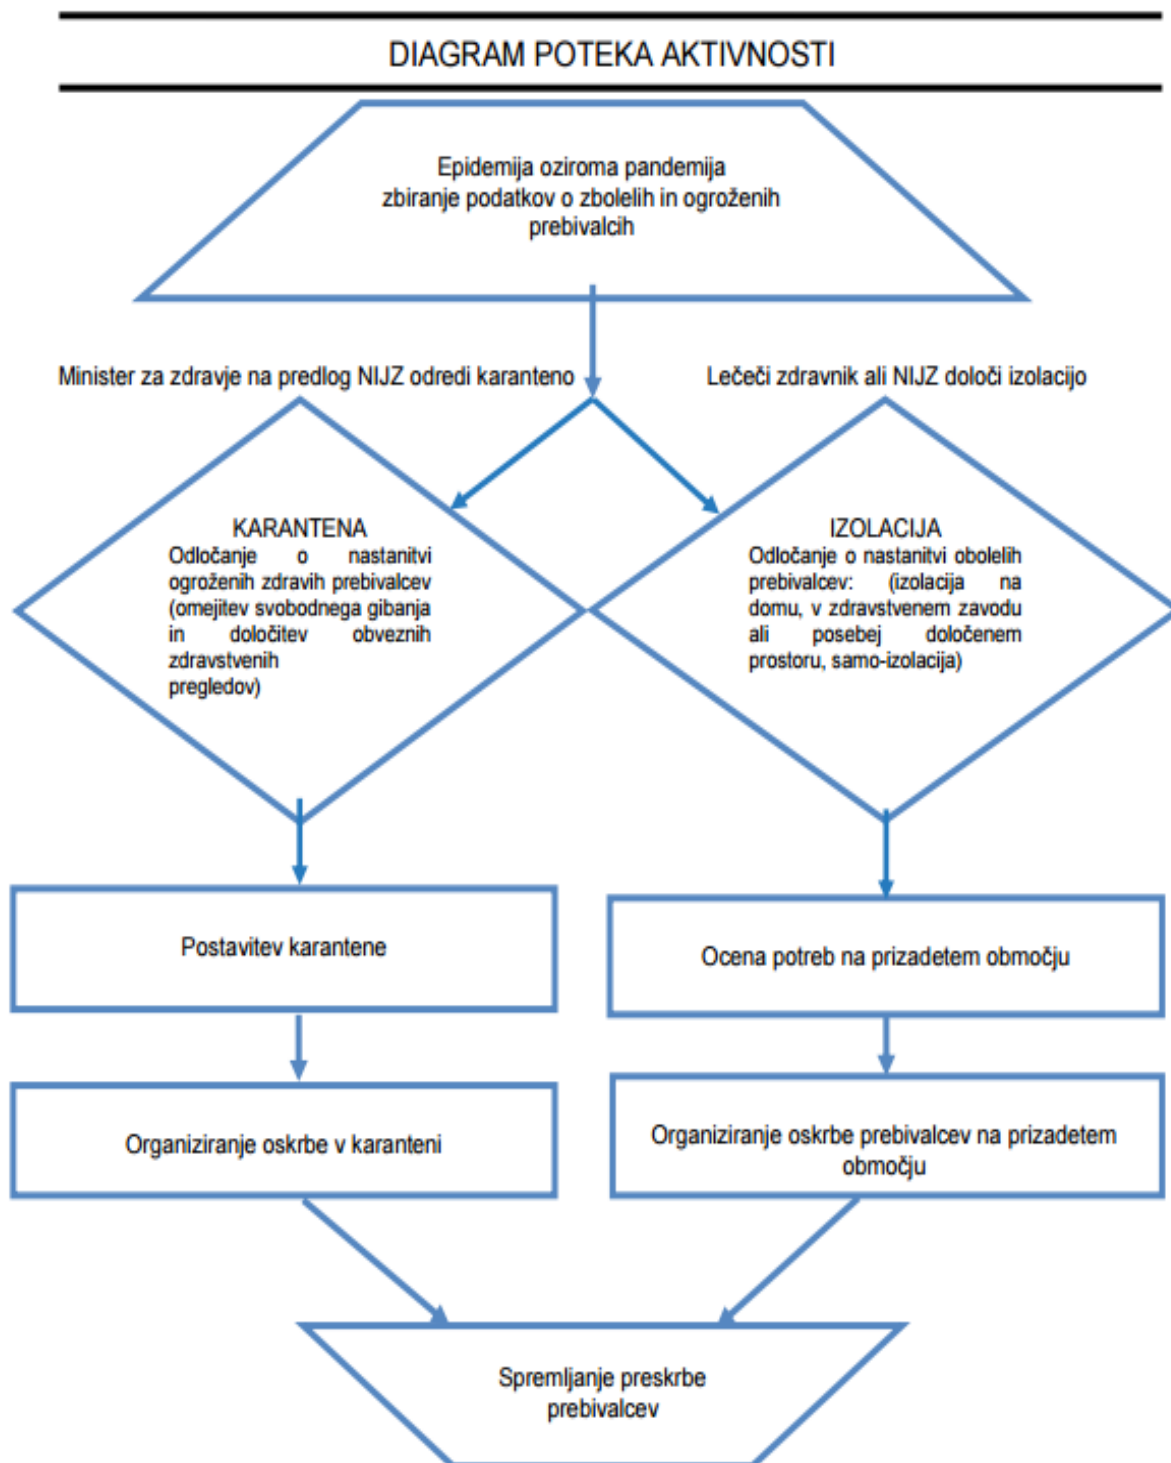 DIAGRAM POTEKA AKTIVNOSTI
Epidemija oziroma pandemija
zbiranje podatkov o zbolelih in ogroženih
prebivalcih
Minister za zdravje na predlog NIJZ odredi karanteno
Lečeči zdravnik ali NIJZ določi izolacijo
KARANTENA
Odločanje o nastanitvi
ogroženih zdravih prebivalcev
(omejitev svobodnega gibanja
in določitev obveznih
zdravstvenih
pregledov)
IZOLACIJA
Odločanje o nastanitvi obolelih
prebivalcev: (izolacija na
domu, v zdravstvenem zavodu
ali posebej določenem
prostoru, samo-izolacija)
Postavitev karantene
Ocena potreb na prizadetem območju
Organiziranje oskrbe v karanteni
Organiziranje oskrbe prebivalcev na prizadetem
območju
Spremljanje preskrbe
prebivalcev